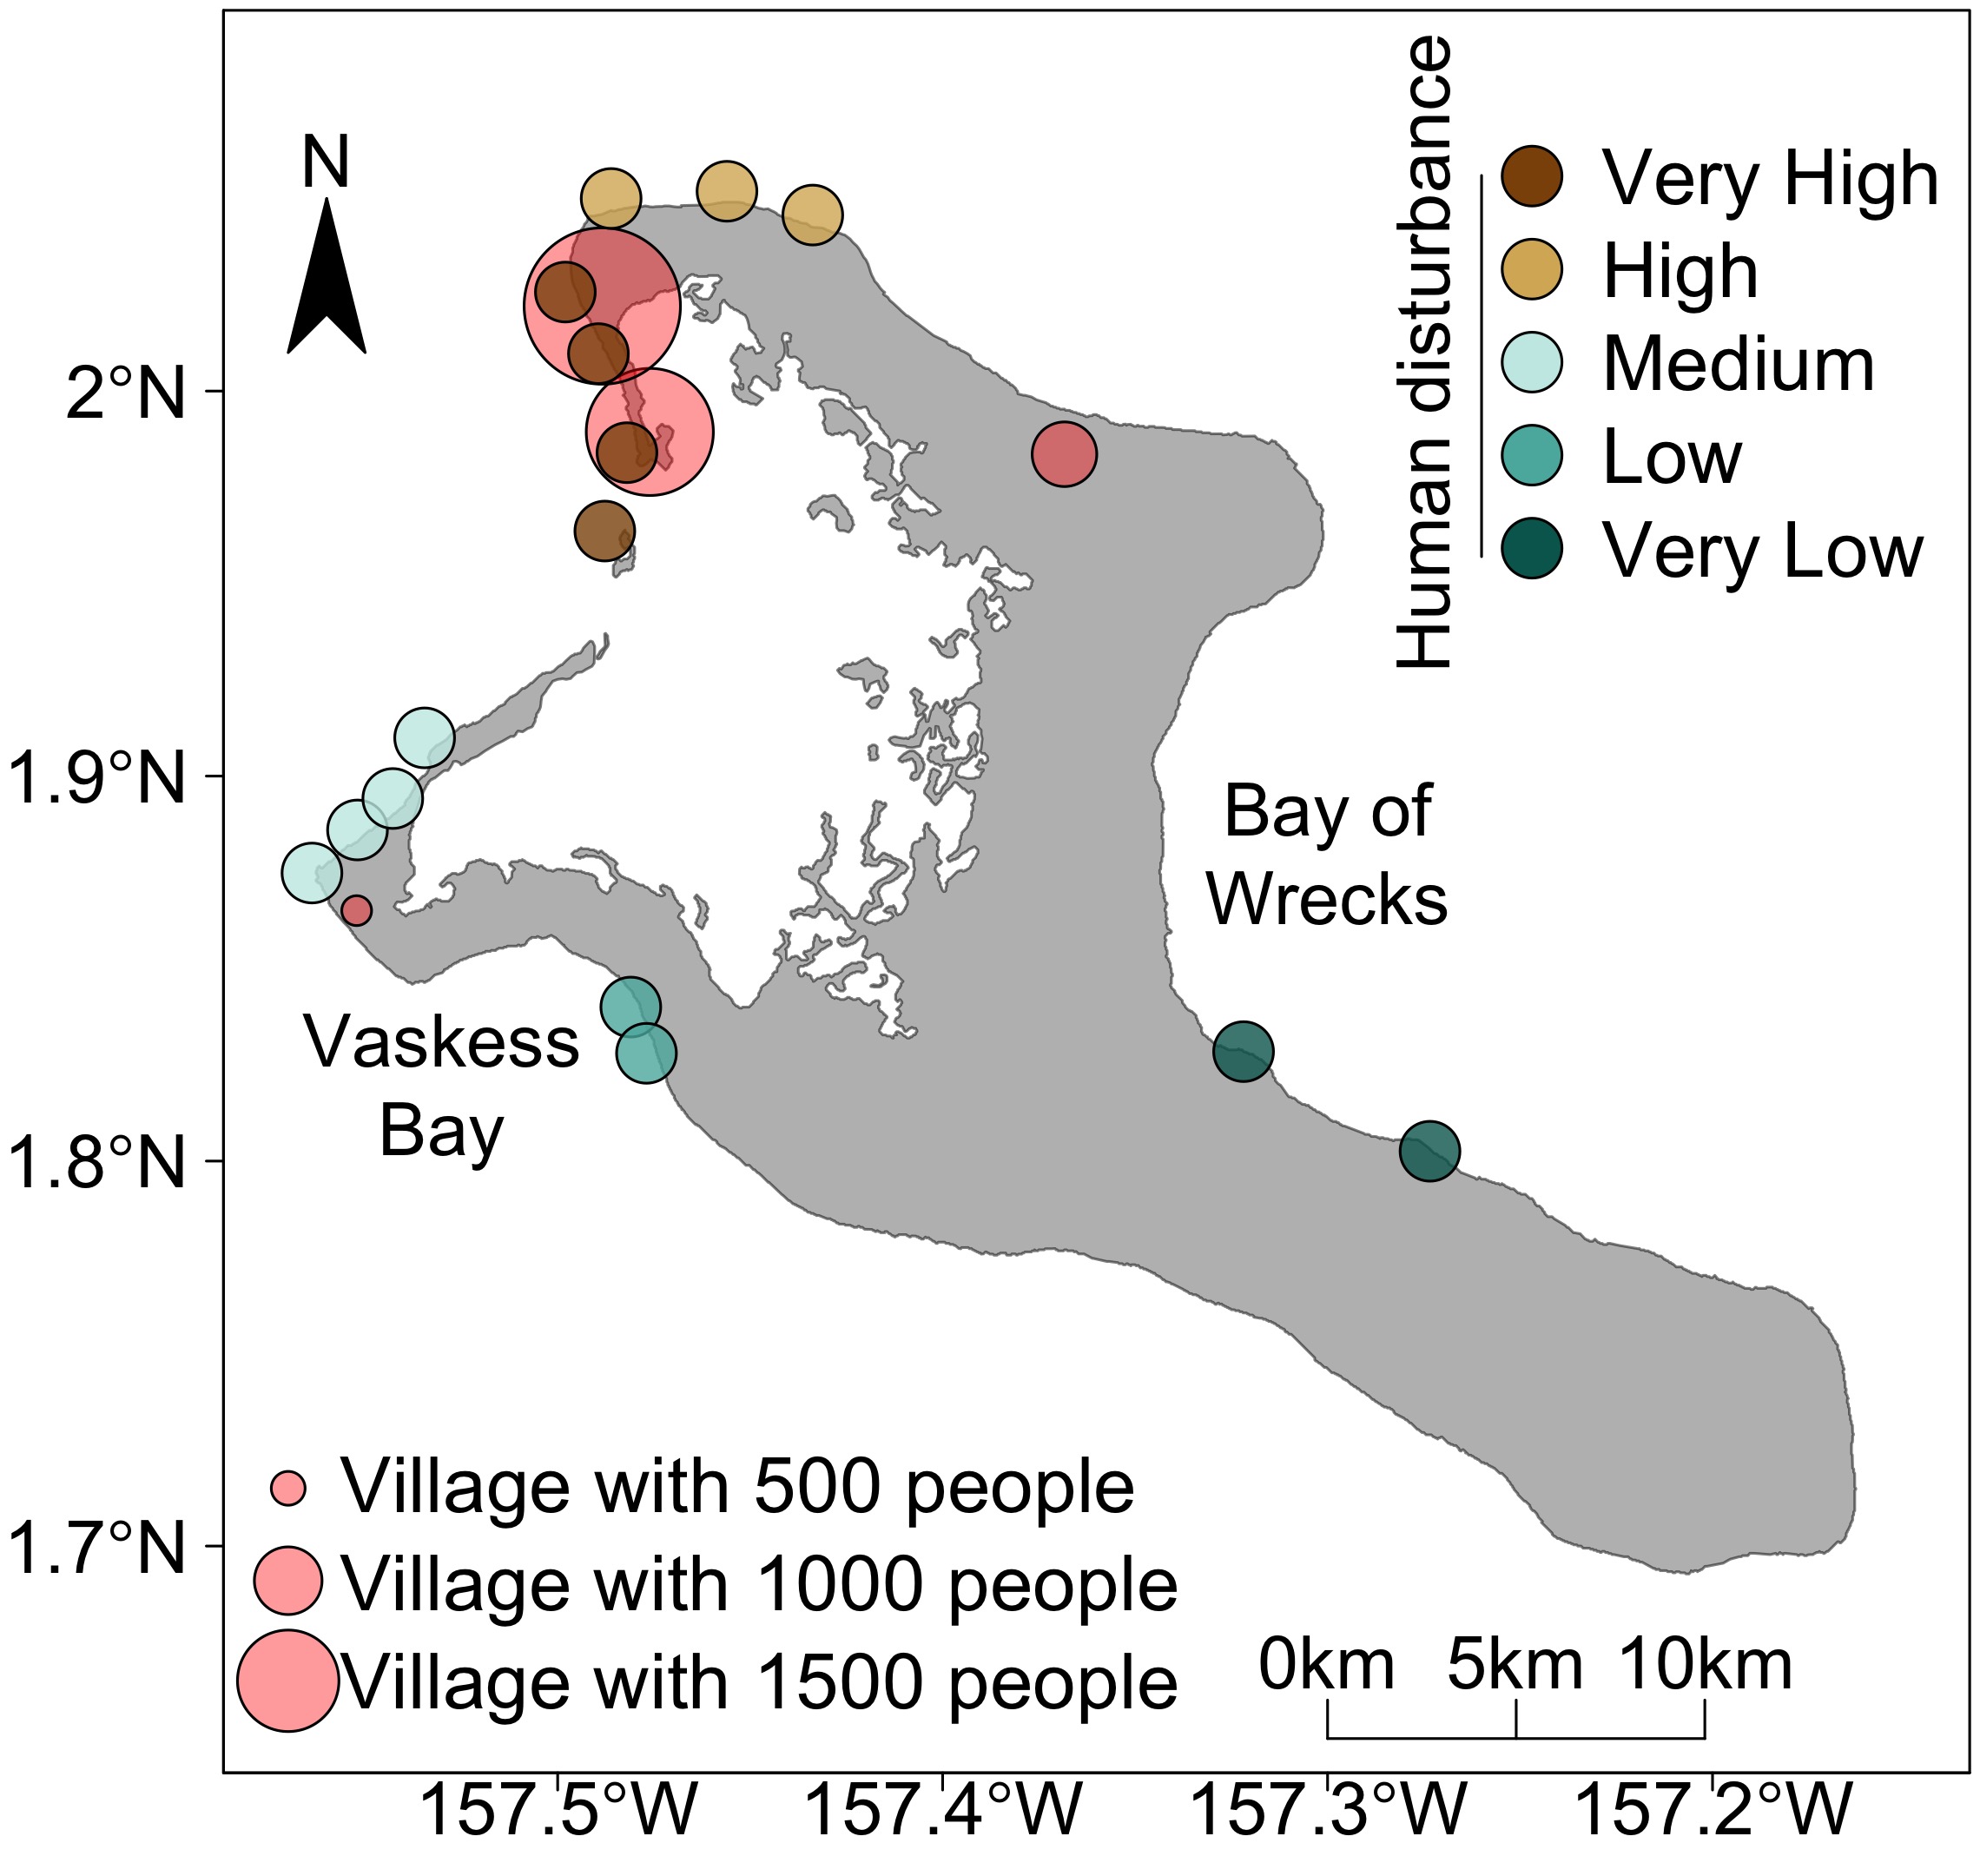 N
Human disturbance
Very High
High
Medium
Low
Very Low
2°N
1.9°N
1.8°N
1.7°N
Bay of
Wrecks
Vaskess
Bay
Village with 500 people
Village with 1000 people
Village with 1500 people
0km 5km 10km
157.5°W 157.4°W 157.3°W 157.2°W